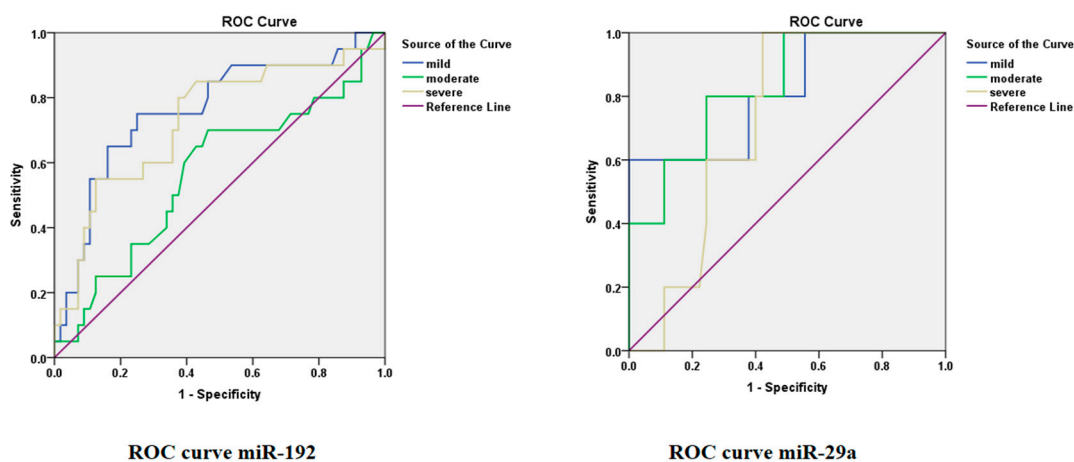 ROC Curve
Sensitivity
1.0
0.8
0.6
0.4
0.2
0.0
0.0 0.2 0.4 0.6 0.8 1.0
1 - Specificity
Source of the Curve
mild
moderate
severe
Reference Line
ROC curve miR-192
ROC Curve
Sensitivity
1.0
0.8
0.6
0.4
0.2
0.0
0.0 0.2 0.4 0.6 0.8 1.0
1 - Specificity
Source of the Curve
mild
moderate
severe
Reference Line
ROC curve miR-29a